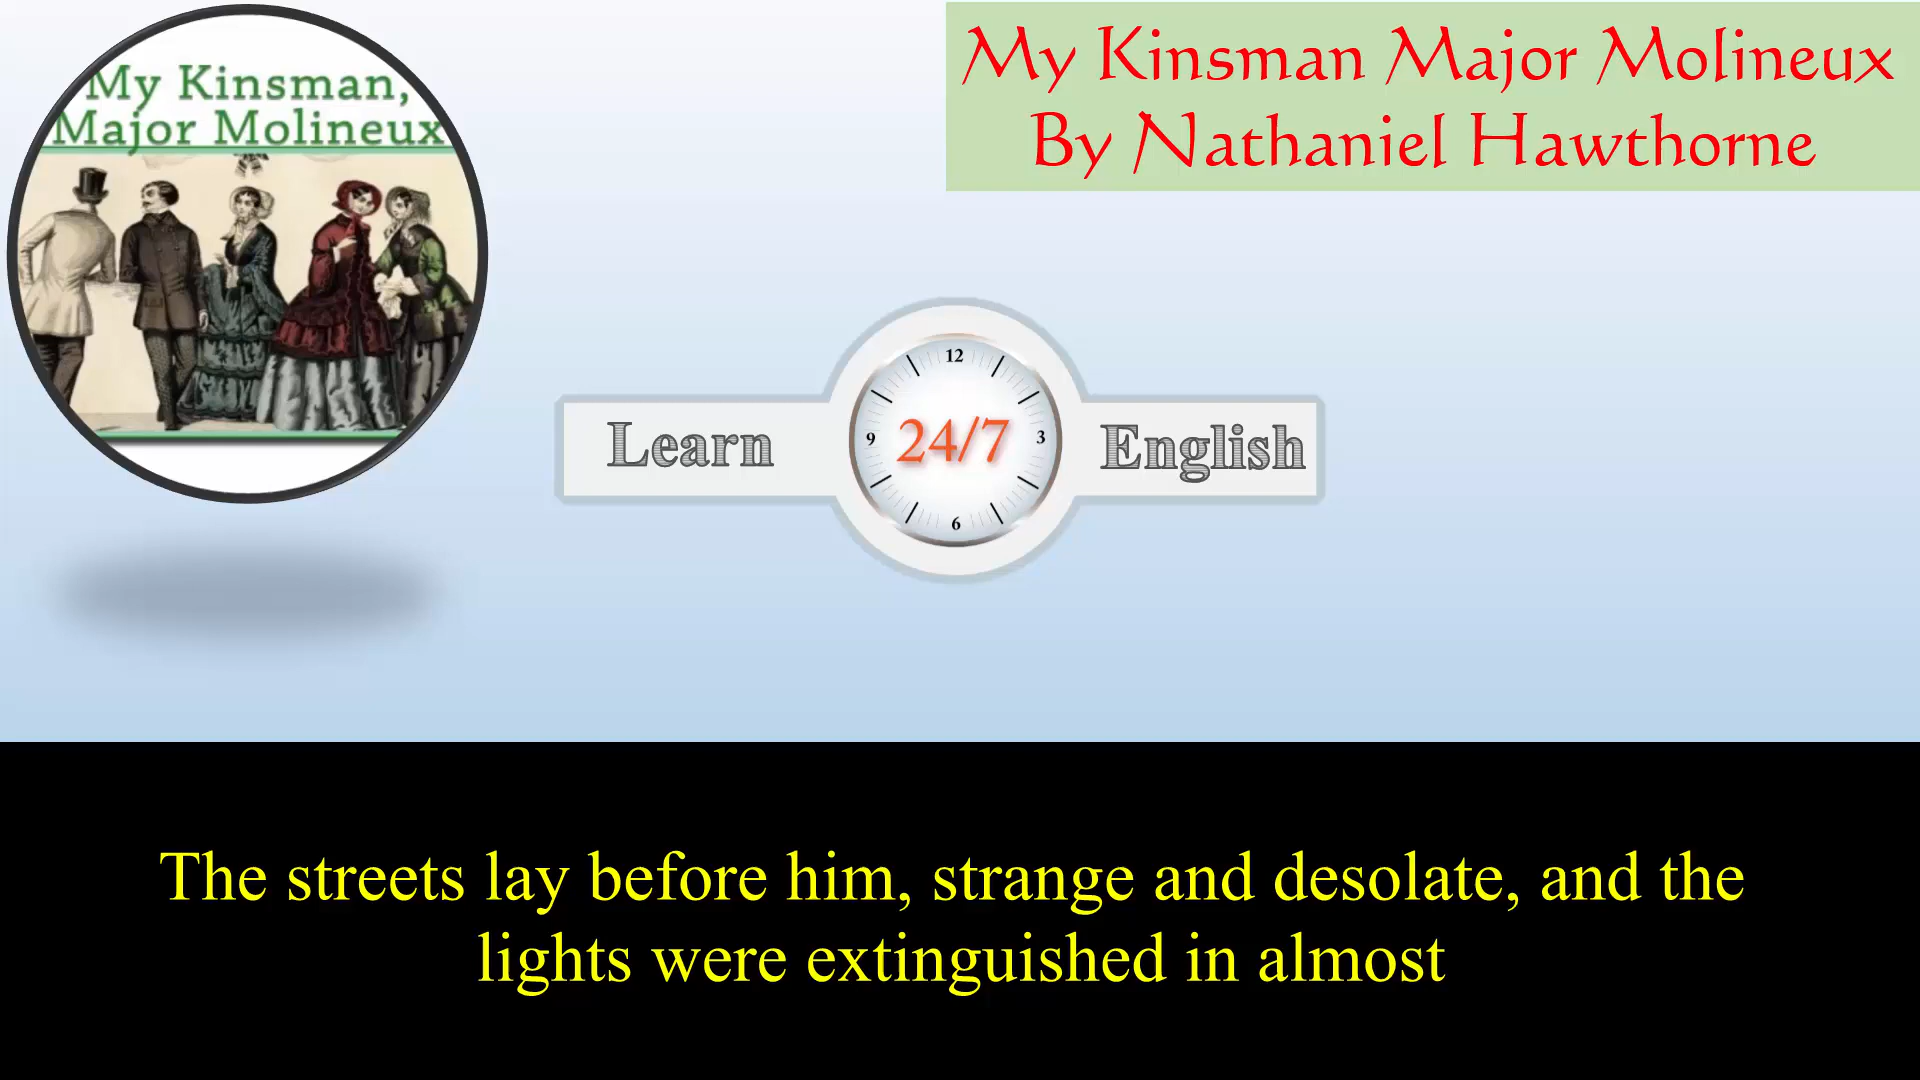 My Kinsman,
Major Molineux
My Kinsman Major Molineux
By Nathaniel Hawthorne
12
Learn
9
24/7
3
English
6
The streets lay before him, strange and desolate, and the
lights were extinguished in almost